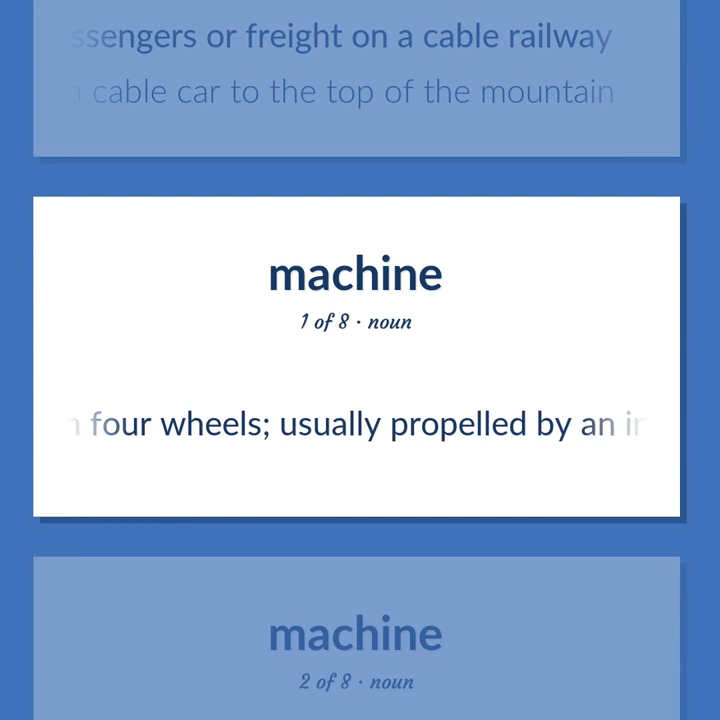 ssengers or freight on a cable railway
a cable car to the top of the mountain
machine
1 of 8 · noun
four wheels; usually propelled by an
machine
2 of 8 · noun